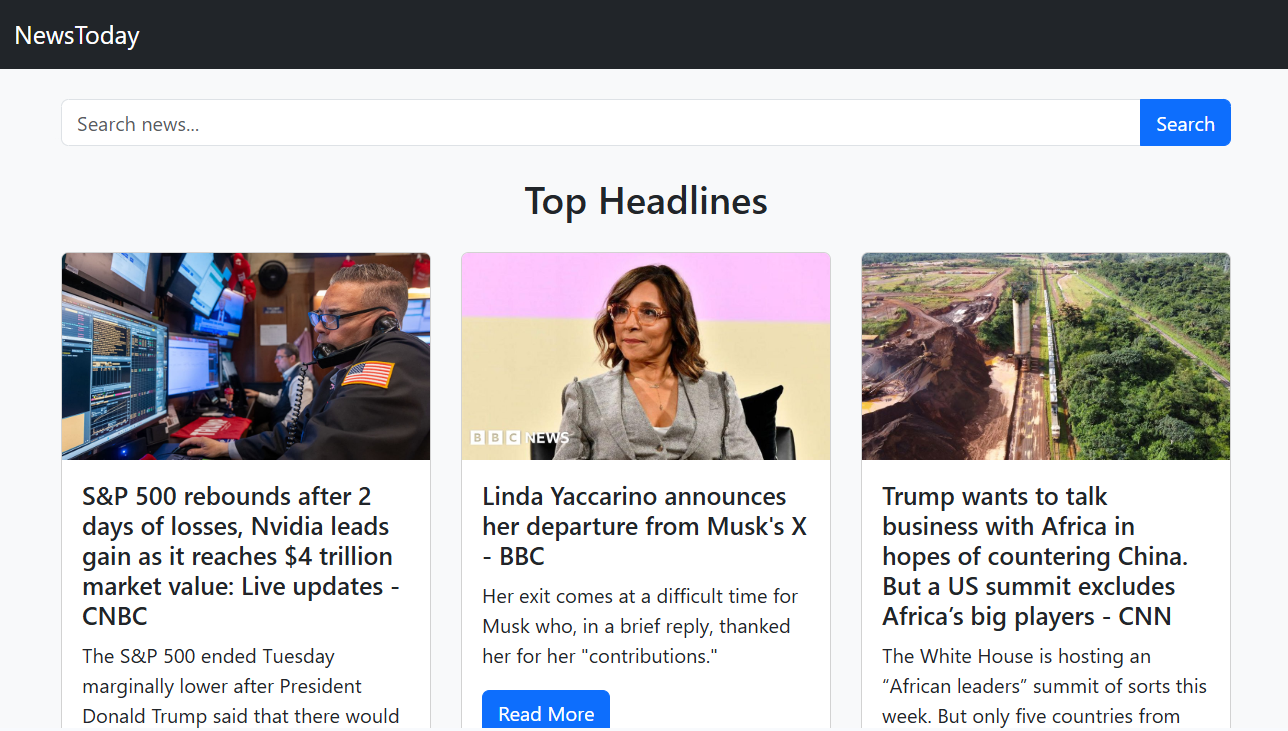 NewsToday
Search news...
Search
Top Headlines
BBC NEWS
S&P 500 rebounds after 2
days of losses, Nvidia leads
gain as it reaches $4 trillion
market value: Live updates -
CNBC
The S&P 500 ended Tuesday
marginally lower after President
Donald Trump said that there would
Linda Yaccarino announces
her departure from Musk's X
- BBC
Her exit comes at a difficult time for
Musk who, in a brief reply, thanked
her for her "contributions."
Read More
Trump wants to talk
business with Africa in
hopes of countering China.
But a US summit excludes
Africa’s big players - CNN
The White House is hosting an
“African leaders” summit of sorts this
week. But only five countries from